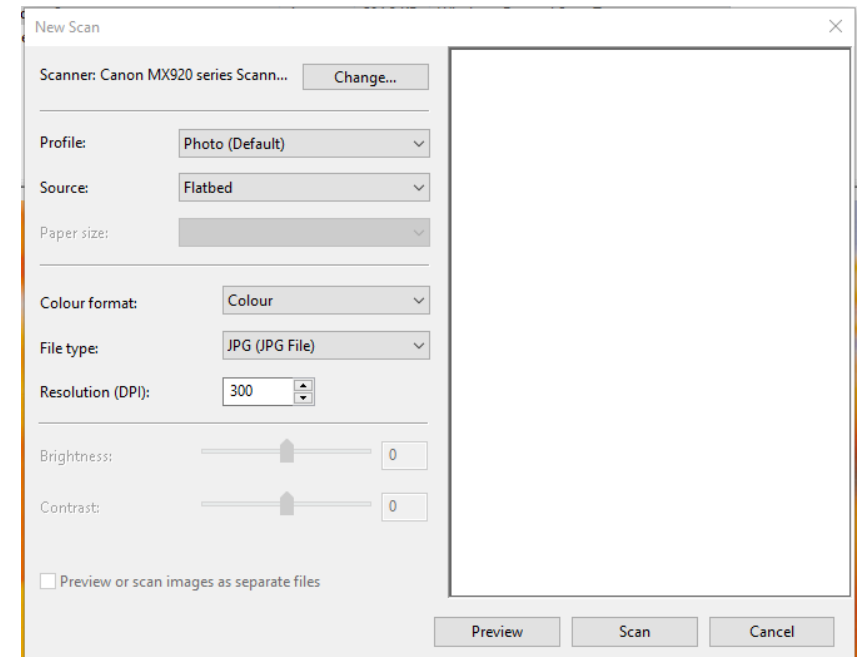 New Scan
Scanner: Canon MX920 series Scann... Change...
Profile: Photo (Default)
Source: Flatbed
Paper size:
Colour format: Colour
File type: JPG (JPG File)
Resolution (DPI): 300
Brightness: 0
Contrast: 0
Preview or scan images as separate files
Preview Scan Cancel